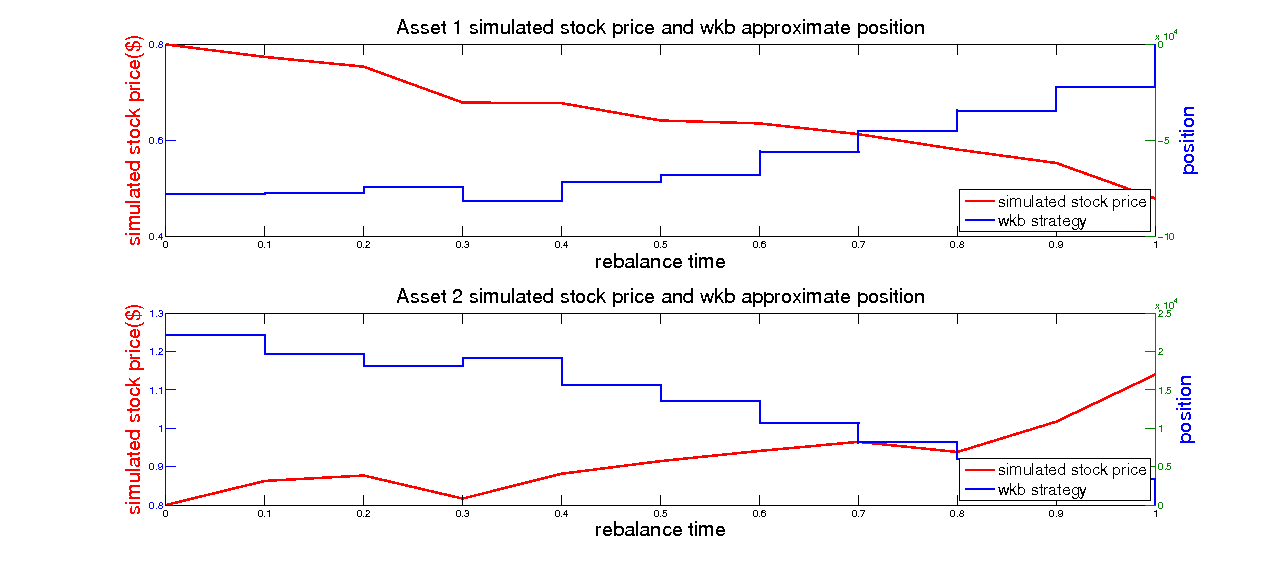 Asset 1 simulated stock price and wkb approximate position
x 10^4
0.8
0.6
0.4
simulated stock price($)
0
-5
-10
position
simulated stock price
wkb strategy
0 0.1 0.2 0.3 0.4 0.5 0.6 0.7 0.8 0.9 1
rebalance time
Asset 2 simulated stock price and wkb approximate position
x 10^4
1.3
1.2
1.1
1
0.9
0.8
simulated stock price($)
2.5
2
1.5
1
0.5
0
position
simulated stock price
wkb strategy
0 0.1 0.2 0.3 0.4 0.5 0.6 0.7 0.8 0.9 1
rebalance time